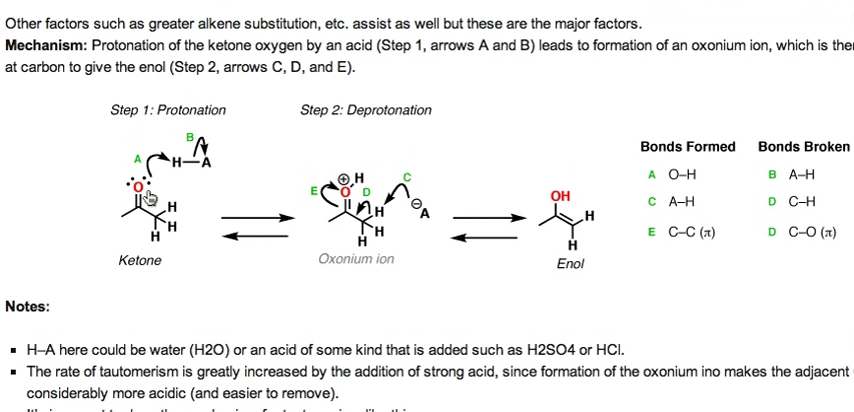 Other factors such as greater alkene substitution, etc. assist as well but these are the major factors.
Mechanism: Protonation of the ketone oxygen by an acid (Step 1, arrows A and B) leads to formation of an oxonium ion, which is
at carbon to give the enol (Step 2, arrows C, D, and E).
Step 1: Protonation
Step 2: Deprotonation
B
A
H–A
O
H
H
H
Ketone
⊕
H
C
E
O
D
H
⊖
A
H
H
Oxonium ion
OH
H
H
Enol
Bonds Formed Bonds Broken
A O–H B A–H
C A–H D C–H
E C–C (π) D C–O (π)
Notes:
▪ H–A here could be water (H2O) or an acid of some kind that is added such as H2SO4 or HCl.
▪ The rate of tautomerism is greatly increased by the addition of strong acid, since formation of the oxonium ino makes the adjacent
considerably more acidic (and easier to remove).